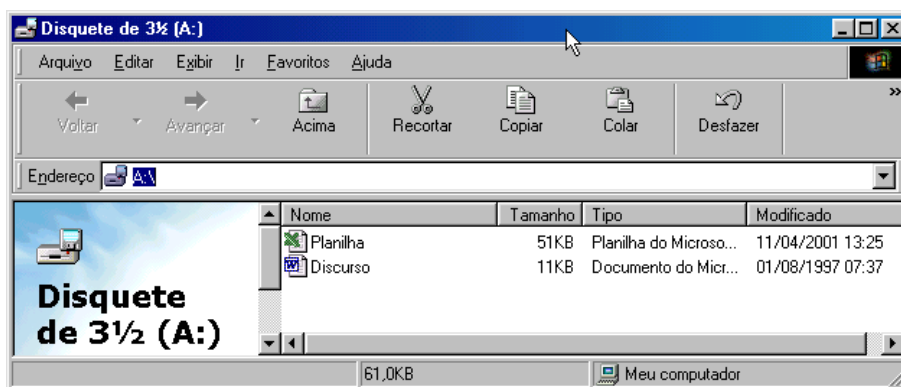 Disquete de 3½ (A:)
Arquivo Editar Exibir Ir Favoritos Ajuda
Voltar Avançar Acima Recortar Copiar Colar Desfazer »
Endereço A:\
Nome Tamanho Tipo Modificado
Planilha 51KB Planilha do Microso... 11/04/2001 13:25
Discurso 11KB Documento do Micr... 01/08/1997 07:37
Disquete
de 3½ (A:)
61,0KB Meu computador